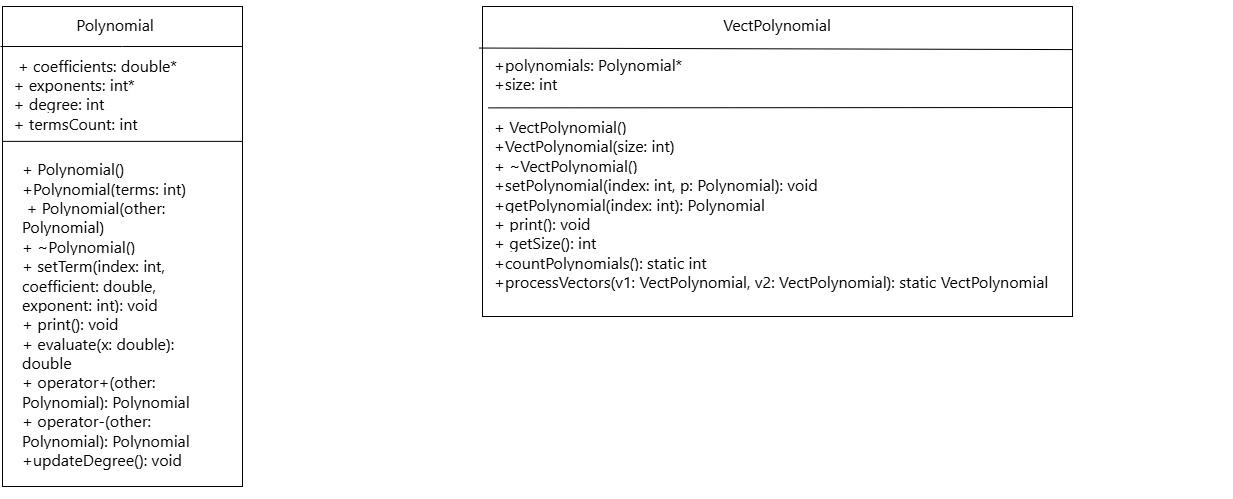 Polynomial
+ coefficients: double*
+ exponents: int*
+ degree: int
+ termsCount: int
+ Polynomial()
+Polynomial(terms: int)
+ Polynomial(other:
Polynomial)
+ ~Polynomial()
+ setTerm(index: int,
coefficient: double,
exponent: int): void
+ print(): void
+ evaluate(x: double):
double
+ operator+(other:
Polynomial): Polynomial
+ operator-(other:
Polynomial): Polynomial
+updateDegree(): void
VectPolynomial
+polynomials: Polynomial*
+size: int
+ VectPolynomial()
+VectPolynomial(size: int)
+ ~VectPolynomial()
+setPolynomial(index: int, p: Polynomial): void
+getPolynomial(index: int): Polynomial
+ print(): void
+ getSize(): int
+countPolynomials(): static int
+processVectors(v1: VectPolynomial, v2: VectPolynomial): static VectPolynomial